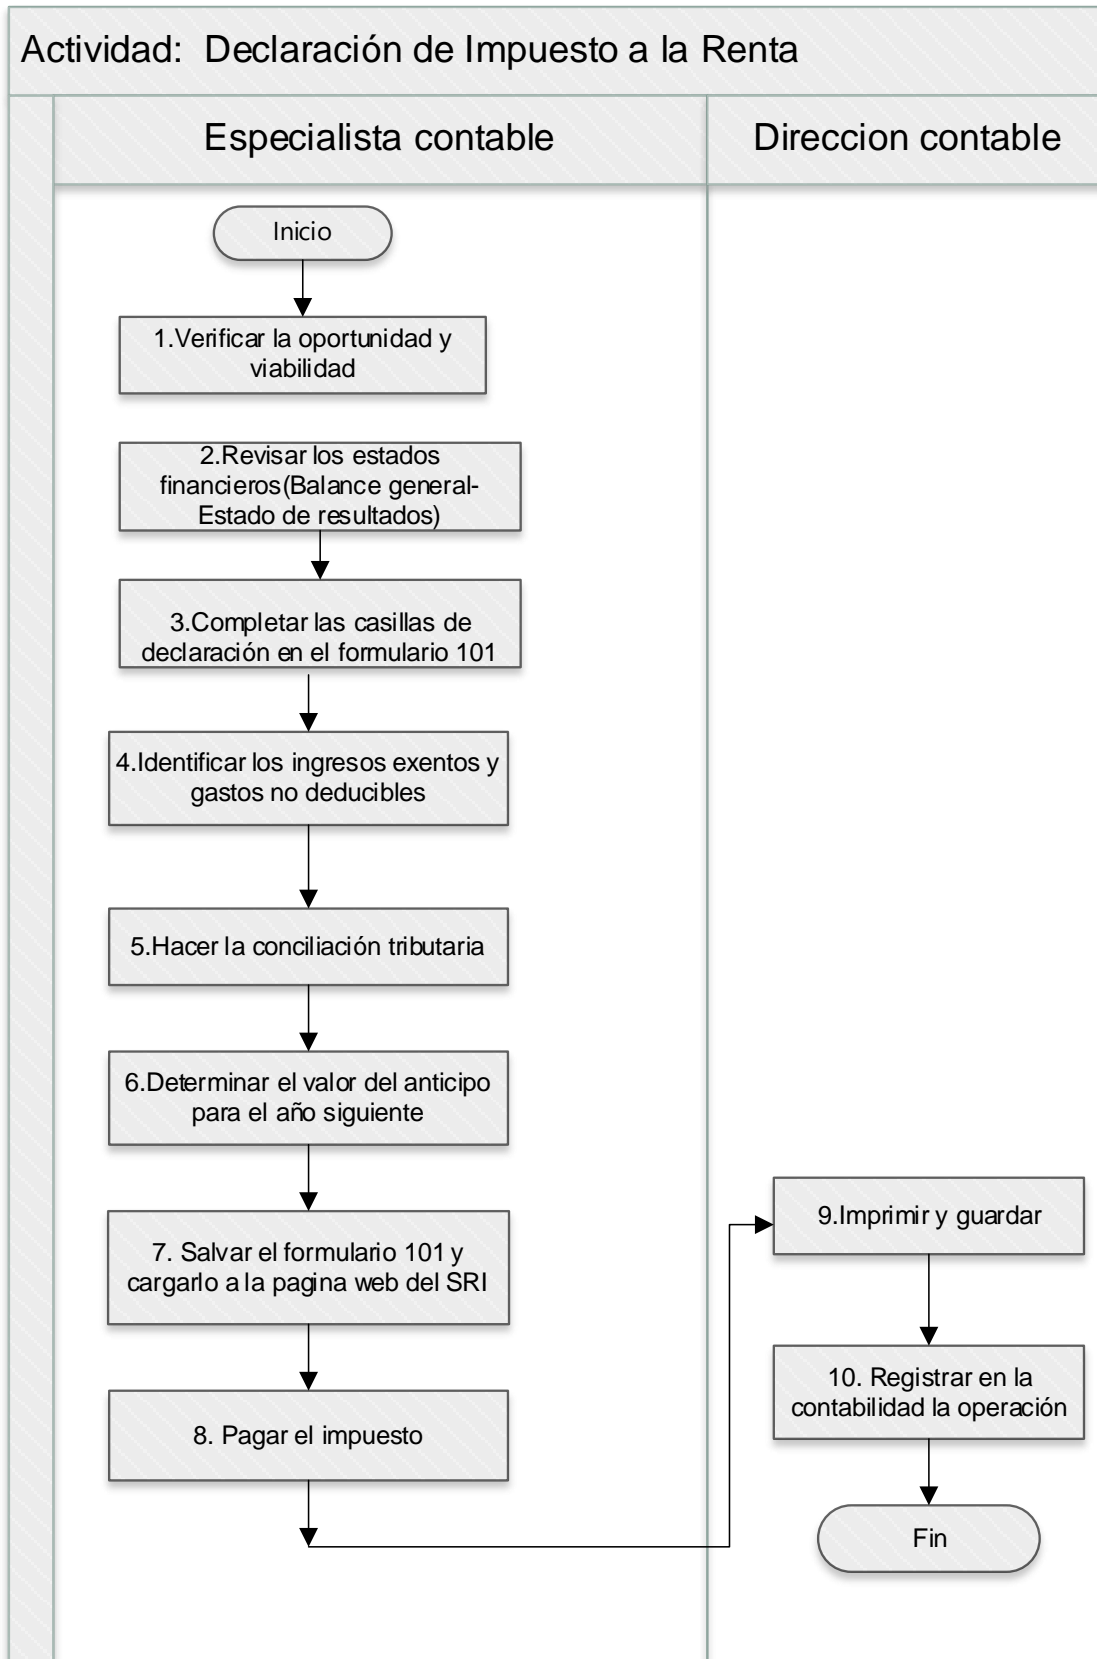 Actividad:  Declaración de Impuesto a la Renta
Especialista contable
Direccion contable
Inicio
1.Verificar la oportunidad y
viabilidad
2.Revisar los estados
financieros(Balance general-
Estado de resultados)
3.Completar las casillas de
declaración en el formulario 101
4.Identificar los ingresos exentos y
gastos no deducibles
5.Hacer la conciliación tributaria
6.Determinar el valor del anticipo
para el año siguiente
7. Salvar el formulario 101 y
cargarlo a la pagina web del SRI
8. Pagar el impuesto
9.Imprimir y guardar
10. Registrar en la
contabilidad la operación
Fin